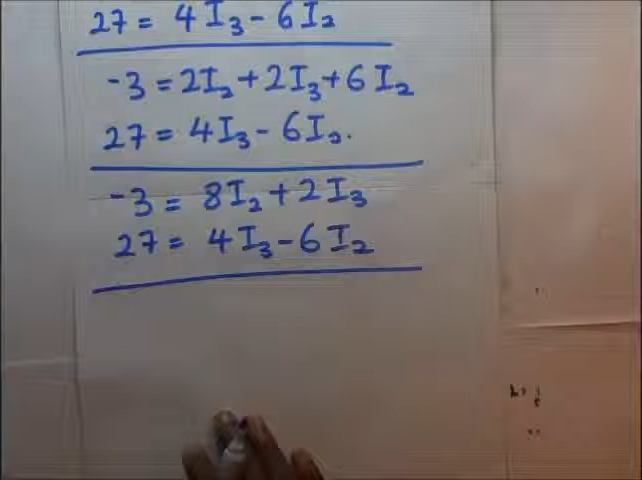 27 = 4I₃ - 6I₂
-3 = 2I₂ + 2I₃ + 6I₂
27 = 4I₃ - 6I₂.
-3 = 8I₂ + 2I₃
27 = 4I₃ - 6I₂